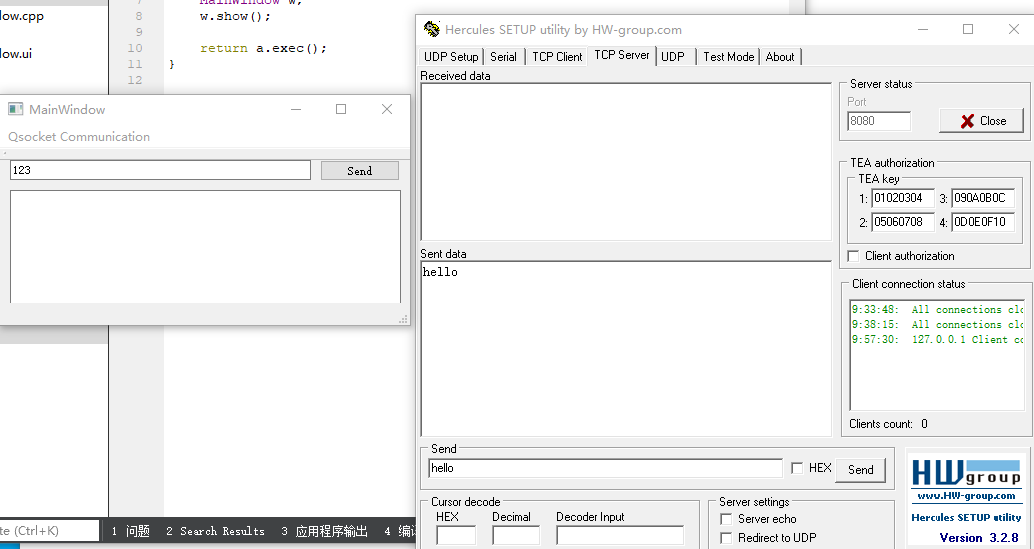 low.cpp
low.ui
7 MainWindow w;
8 w.show();
9
10 return a.exec();
11 }
12
MainWindow
Qsocket Communication
123
Send
te (Ctrl+K)
1 问题 2 Search Results 3 应用程序输出 4 编译
Hercules SETUP utility by HW-group.com
UDP Setup Serial TCP Client TCP Server UDP Test Mode About
Received data
Sent data
hello
Send
hello
HEX
Send
Cursor decode
HEX Decimal Decoder Input
Server settings
Server echo
Redirect to UDP
Server status
Port
8080
Close
TEA authorization
TEA key
1: 01020304 3: 090A0B0C
2: 05060708 4: 0D0E0F10
Client authorization
Client connection status
9:33:48: All connections clo
9:38:15: All connections clo
9:57:30: 127.0.0.1 Client co
Clients count: 0
HWgroup
www.HW-group.com
Hercules SETUP utility
Version 3.2.8